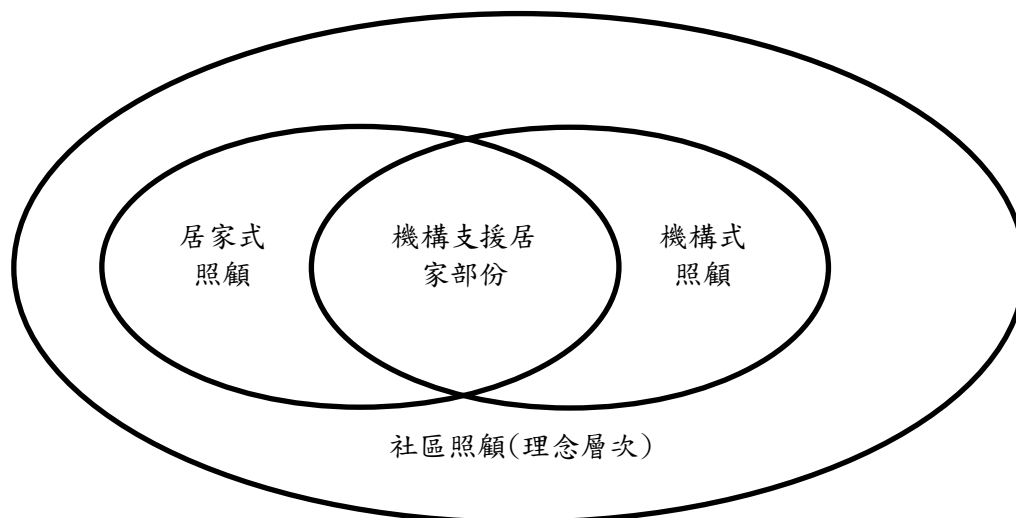 居家式
照顧
機構支援居
家部份
機構式
照顧
社區照顧(理念層次)